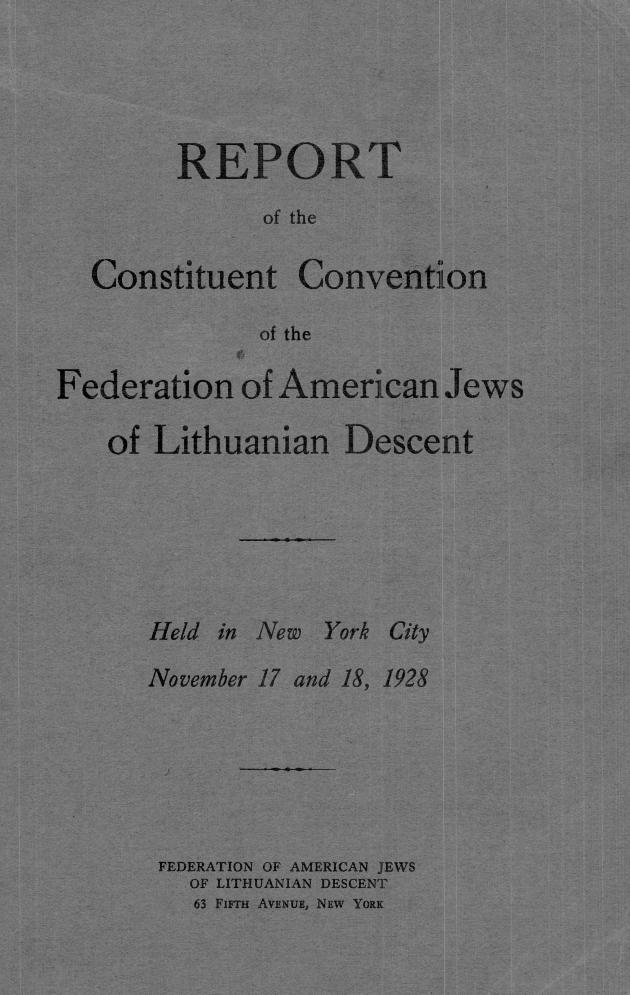 REPORT
of the
Constituent Convention
of the
Federation of American Jews
of Lithuanian Descent
Held in New York City
November 17 and 18, 1928
FEDERATION OF AMERICAN JEWS
OF LITHUANIAN DESCENT
63 FIFTH AVENUE, NEW YORK